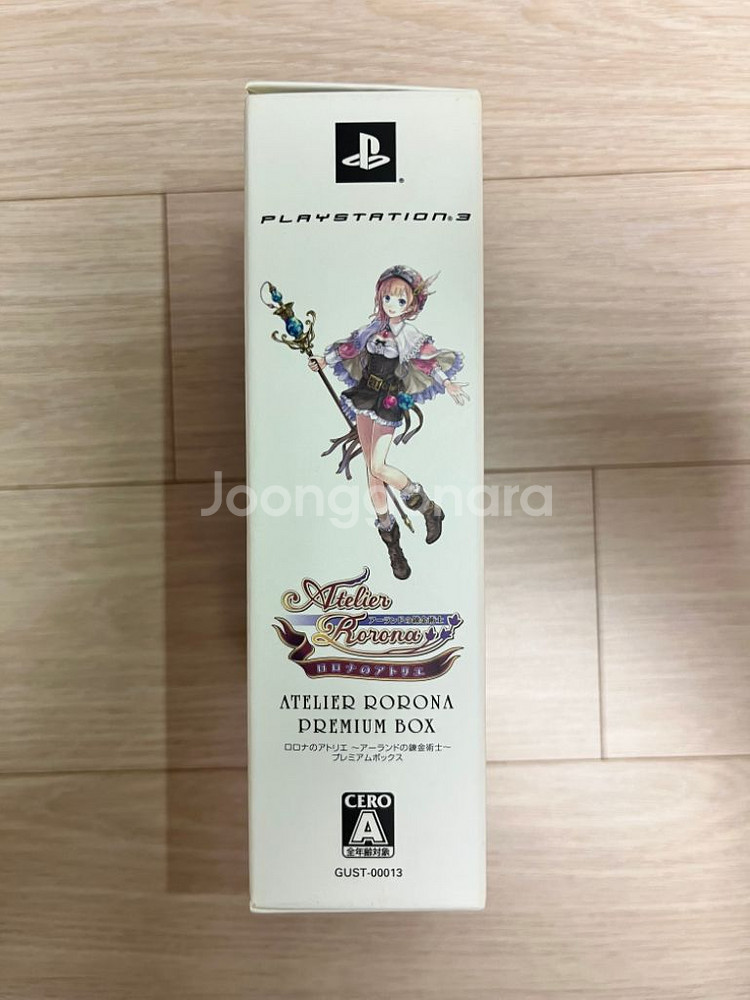 PLAYSTATION®3
Joonggonara
Atelier
アーランドの錬金術士
Rorona
ロロナのアトリエ
ATELIER RORONA
PREMIUM BOX
ロロナのアトリエ ～アーランドの錬金術士～
プレミアムボックス
CERO
A
全年齢対象
GUST-00013